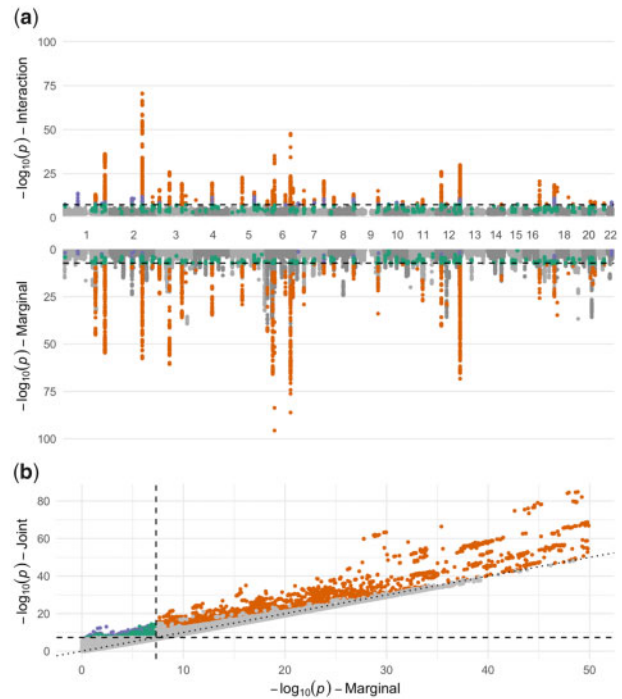 (a)
100
75
50
25
0
−log10(p) − Interaction
1 2 3 4 5 6 7 8 9 10 11 12 13 14 15 16 18 20 22
0
25
50
75
100
−log10(p) − Marginal
(b)
80
60
40
20
0
−log10(p) −Joint
0 10 20 30 40 50
−log10(p) − Marginal